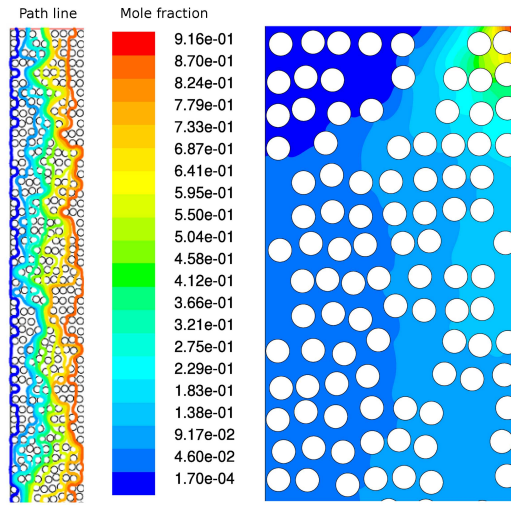 Path line
Mole fraction
9.16e-01
8.70e-01
8.24e-01
7.79e-01
7.33e-01
6.87e-01
6.41e-01
5.95e-01
5.50e-01
5.04e-01
4.58e-01
4.12e-01
3.66e-01
3.21e-01
2.75e-01
2.29e-01
1.83e-01
1.38e-01
9.17e-02
4.60e-02
1.70e-04